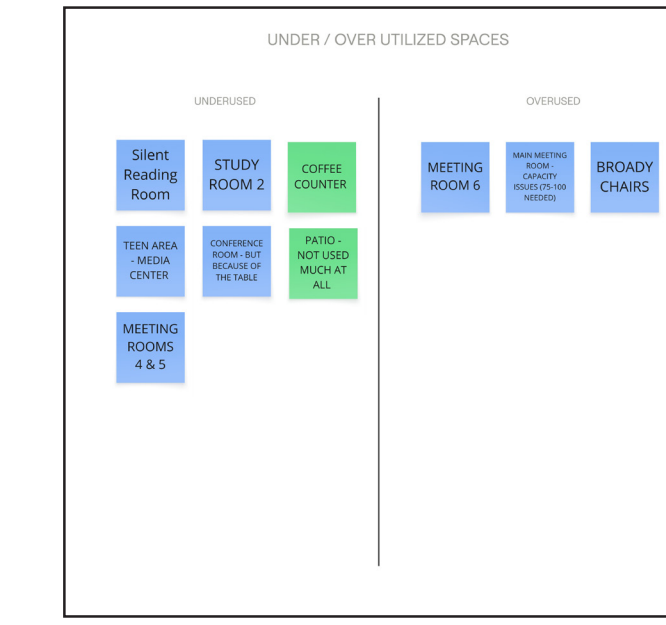 UNDER / OVER UTILIZED SPACES
UNDERUSED
Silent
Reading
Room
STUDY
ROOM 2
COFFEE
COUNTER
TEEN AREA
- MEDIA
CENTER
CONFERENCE
ROOM - BUT
BECAUSE OF
THE TABLE
PATIO -
NOT USED
MUCH AT
ALL
MEETING
ROOMS
4 & 5
OVERUSED
MEETING
ROOM 6
MAIN MEETING
ROOM -
CAPACITY
ISSUES (75-100
NEEDED)
BROADY
CHAIRS